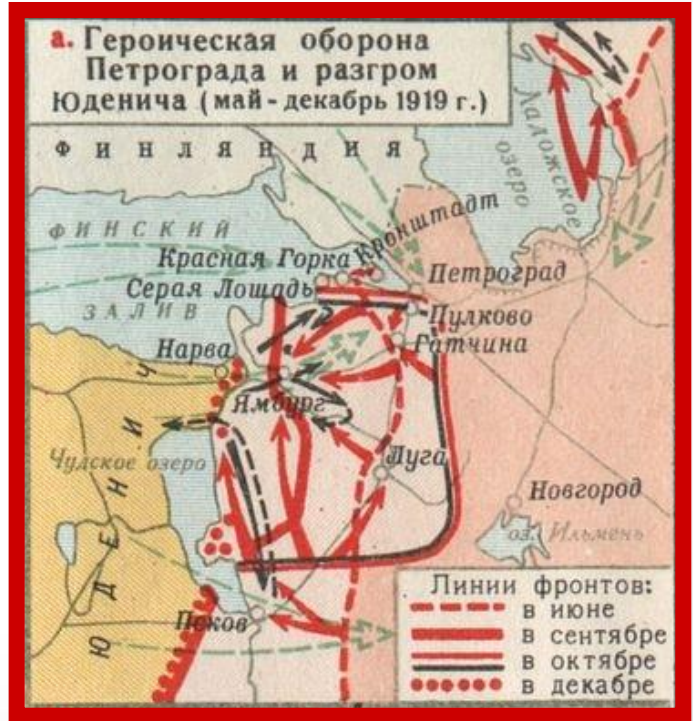 а. Героическая оборона
Петрограда и разгром
Юденича (май-декабрь 1919 г.)
ФИНЛЯНДИЯ
Ладожское
озеро
ФИНСКИЙ
ЗАЛИВ
Кронштадт
Красная Горка
Серая Лошадь
Петроград
Пулково
Гатчина
Нарва
Ямбург
Чудское озеро
Луга
Новгород
оз. Ильмень
Псков
ЮДЕНИЧ
Линии фронтов:
в июне
в сентябре
в октябре
в декабре